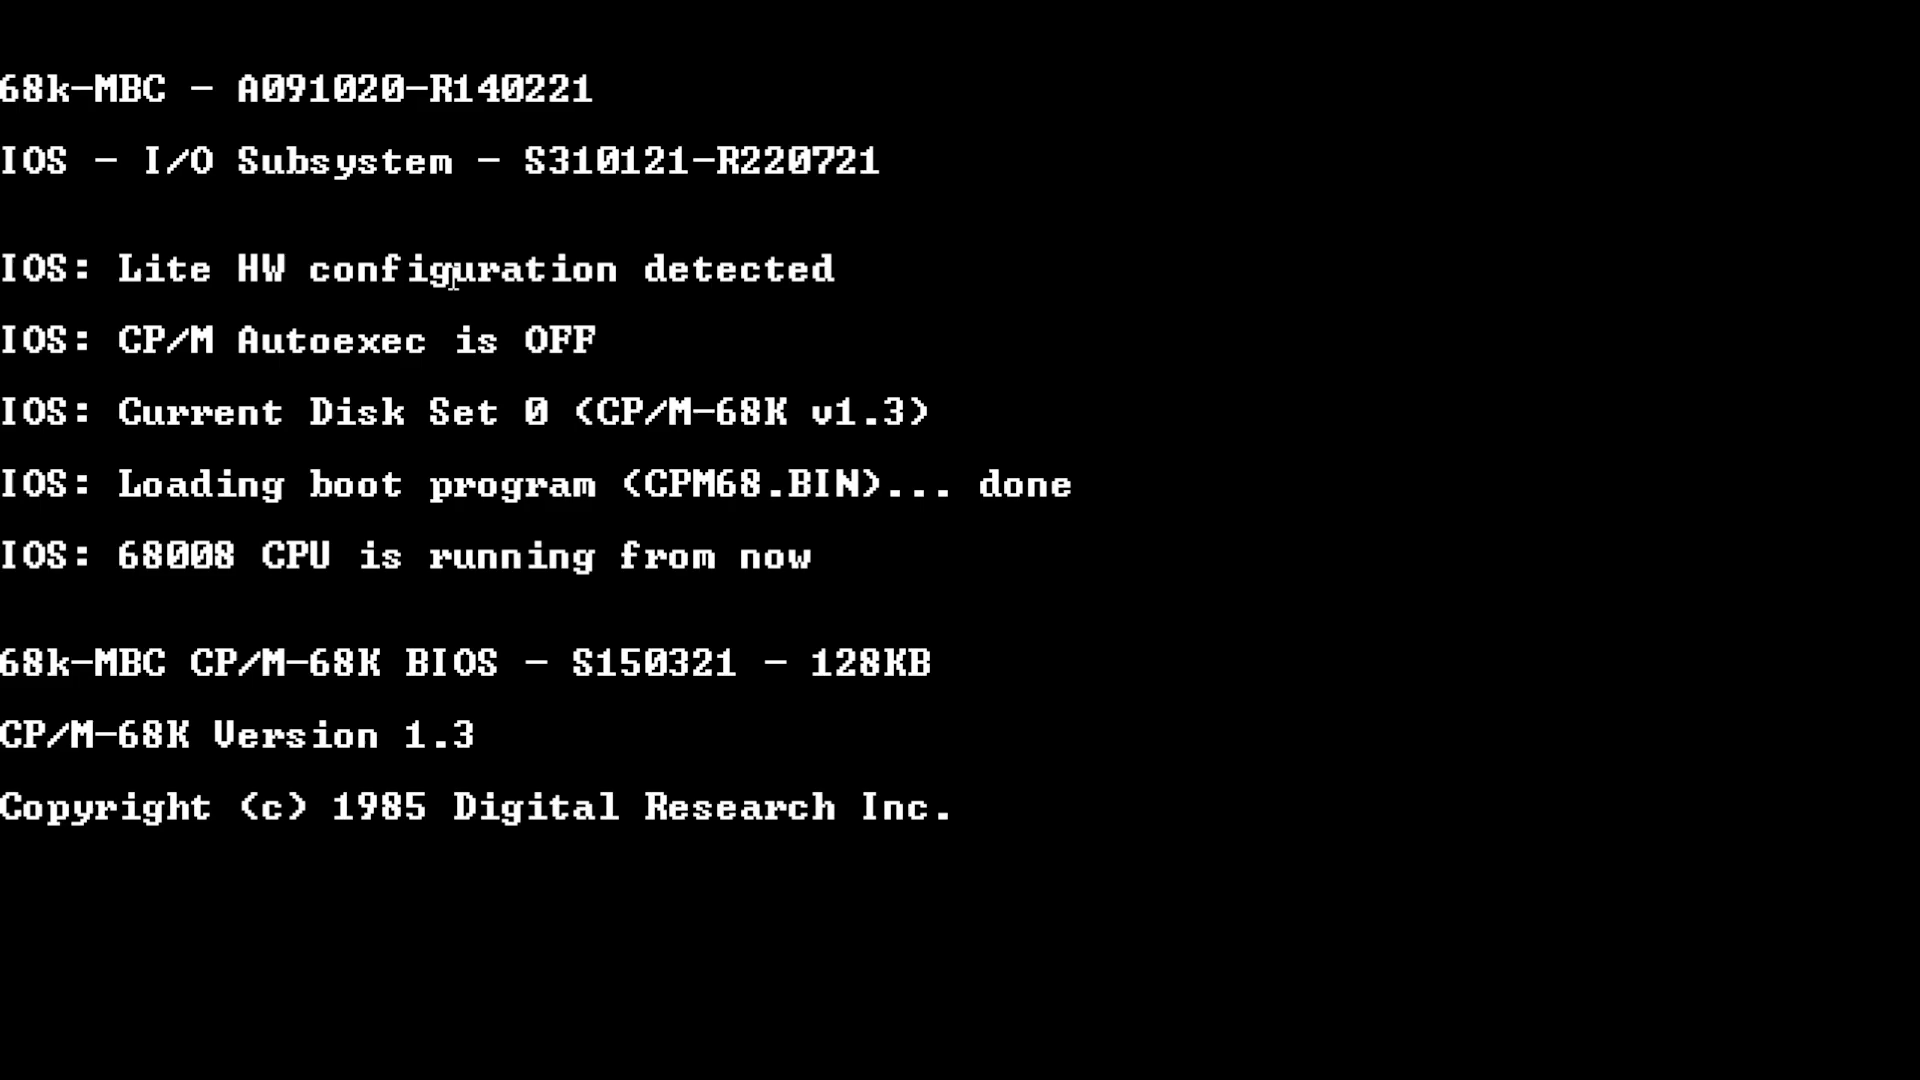 68k-MBC - A091020-R140221
IOS - I/O Subsystem - S310121-R220721
IOS: Lite HW configuration detected
IOS: CP/M Autoexec is OFF
IOS: Current Disk Set 0 (CP/M-68K v1.3)
IOS: Loading boot program (CPM68.BIN)... done
IOS: 68008 CPU is running from now
68k-MBC CP/M-68K BIOS - S150321 - 128KB
CP/M-68K Version 1.3
Copyright (c) 1985 Digital Research Inc.